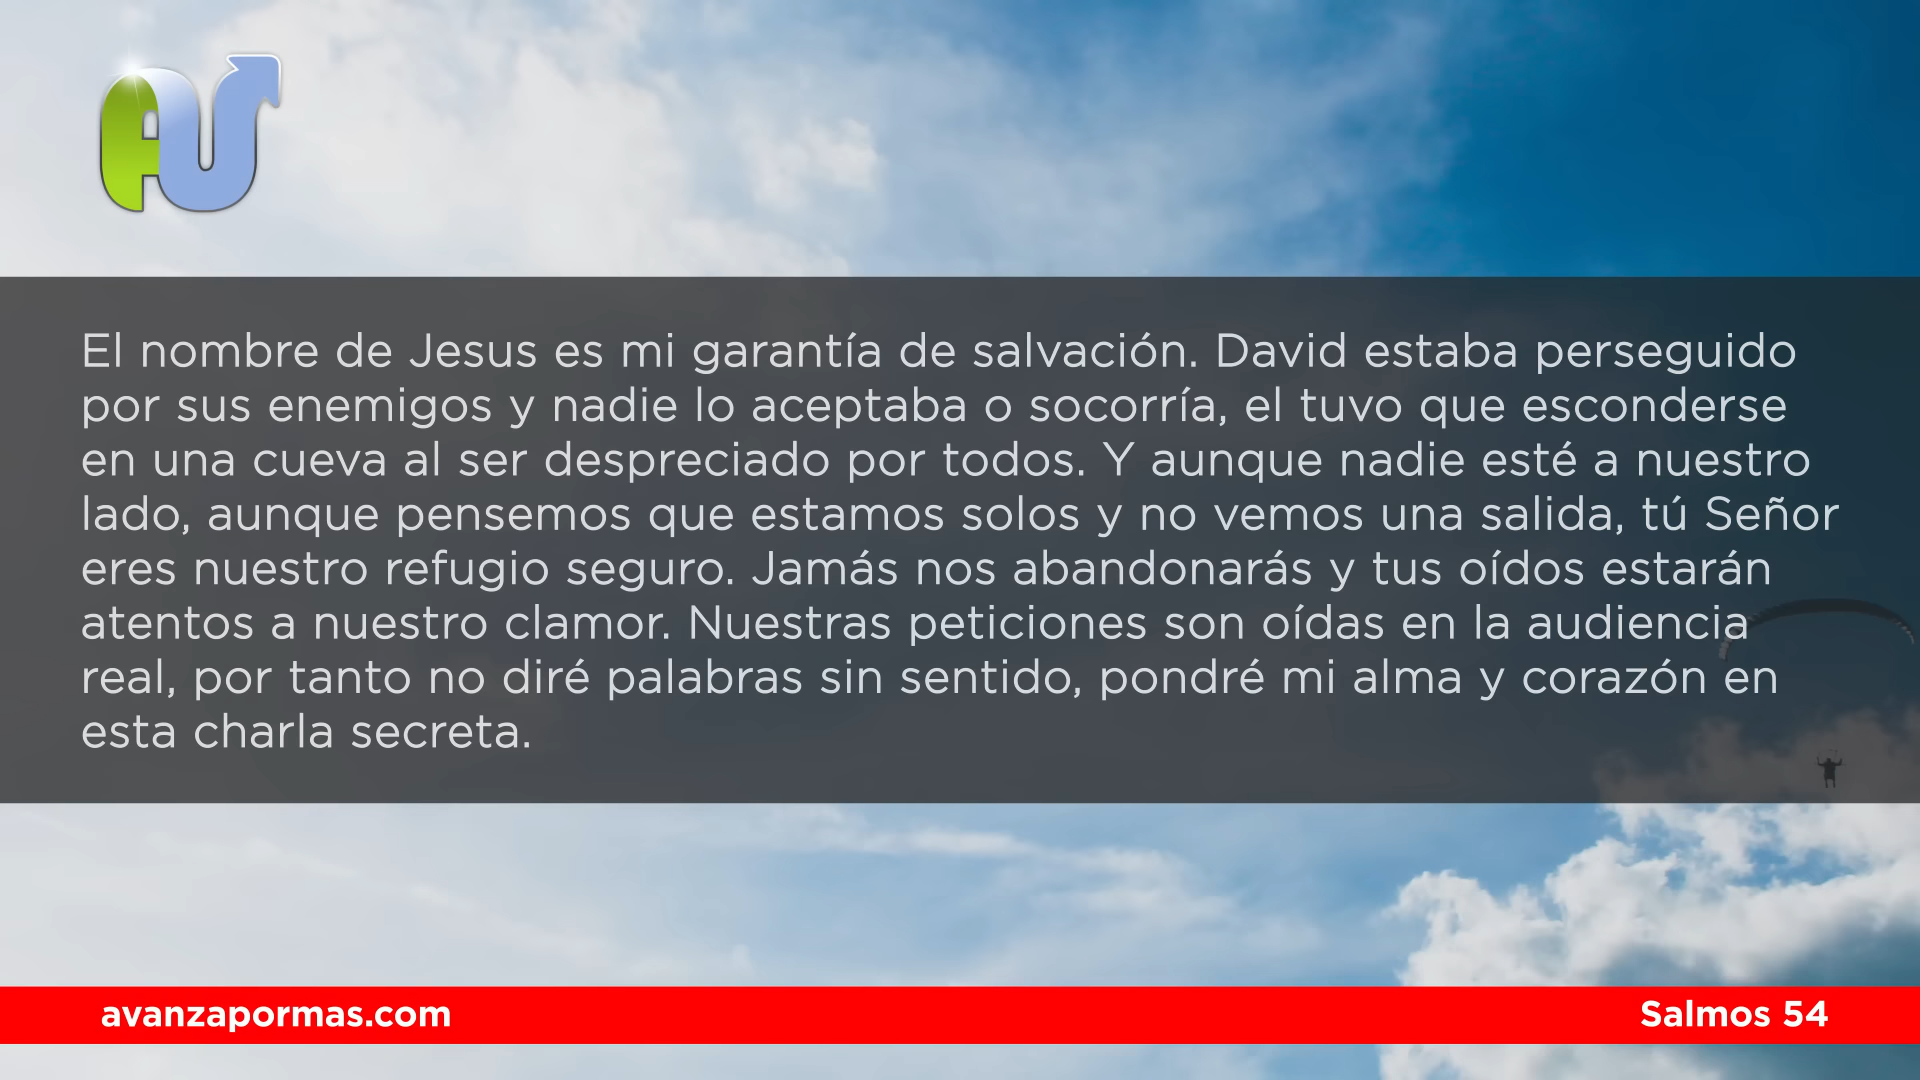 AU
El nombre de Jesus es mi garantía de salvación. David estaba perseguido
por sus enemigos y nadie lo aceptaba o socorría, el tuvo que esconderse
en una cueva al ser despreciado por todos. Y aunque nadie esté a nuestro
lado, aunque pensemos que estamos solos y no vemos una salida, tú Señor
eres nuestro refugio seguro. Jamás nos abandonarás y tus oídos estarán
atentos a nuestro clamor. Nuestras peticiones son oídas en la audiencia
real, por tanto no diré palabras sin sentido, pondré mi alma y corazón en
esta charla secreta.
avanzapormas.com
Salmos 54